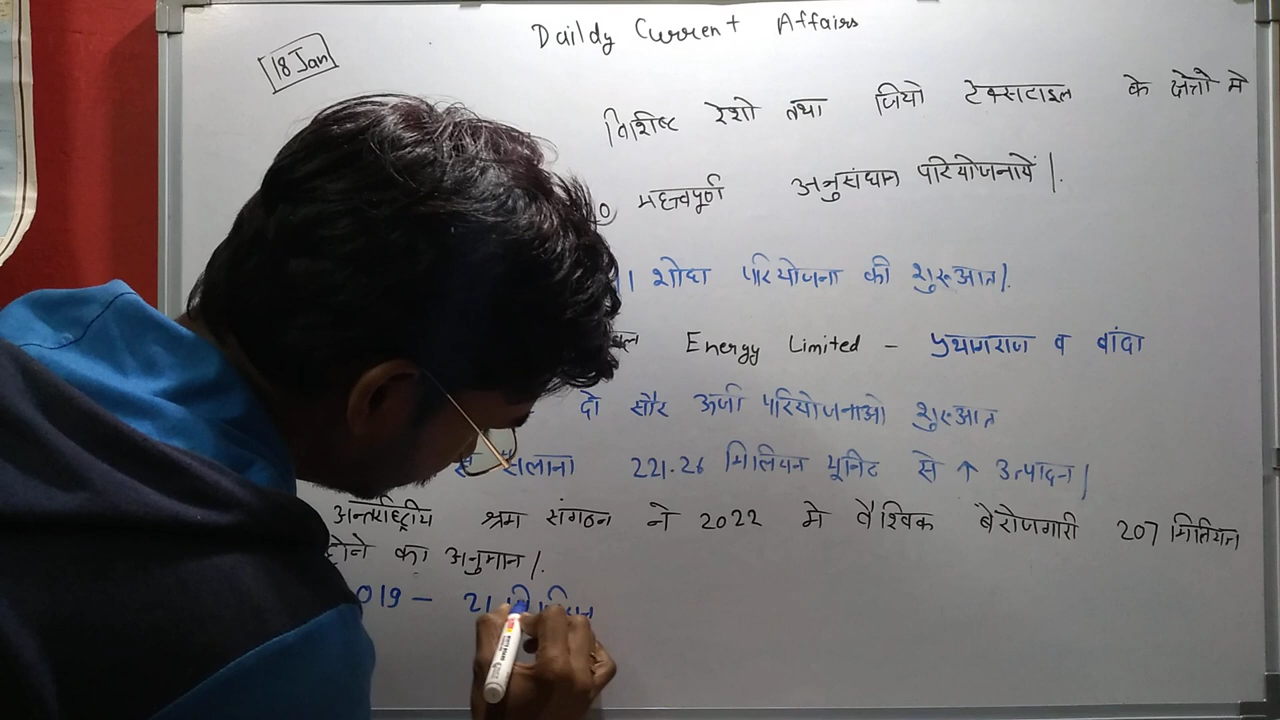 Daildy Current Affairs
18 Jan
विशिष्ट रेशो तथा जियो टेक्सटाइल के क्षेत्रो मे
महत्वपूर्ण अनुसंधान परियोजनायें।
शोधा परियोजना की शुरूआत।
Energy Limited - प्रयागराज व बांदा
दो सौर ऊर्जा परियोजनाओ शुरूआत
सलाना 221.26 मिलियन यूनिट से ↑ उत्पादन।
अन्तर्राष्ट्रीय श्रम संगठन ने 2022 मे वैश्विक बेरोजगारी 207 मिलियन
होने का अनुमान।
019 - 21